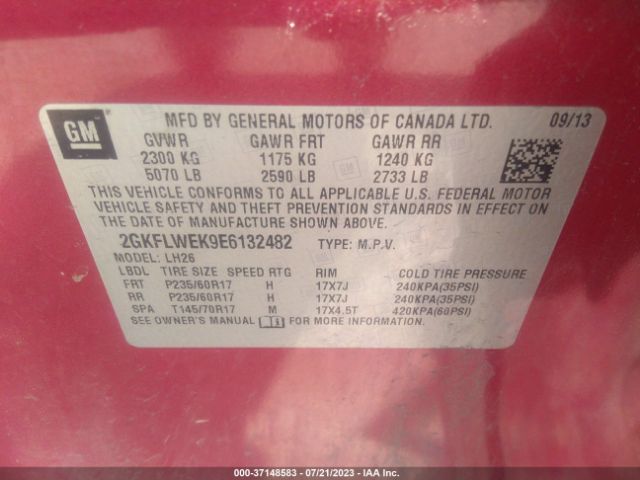 GM
MFD BY GENERAL MOTORS OF CANADA LTD. 09/13
GVWR GAWR FRT GAWR RR
2300 KG 1175 KG 1240 KG
5070 LB 2590 LB 2733 LB
THIS VEHICLE CONFORMS TO ALL APPLICABLE U.S. FEDERAL MOTOR
VEHICLE SAFETY AND THEFT PREVENTION STANDARDS IN EFFECT ON
THE DATE OF MANUFACTURE SHOWN ABOVE.
2GKFLWEK9E6132482 TYPE: M.P.V.
MODEL: LH26
LBDL TIRE SIZE SPEED RTG RIM COLD TIRE PRESSURE
FRT P235/60R17 H 17X7J 240KPA(35PSI)
RR P235/60R17 H 17X7J 240KPA(35PSI)
SPA T145/70R17 M 17X4.5T 420KPA(60PSI)
SEE OWNER'S MANUAL FOR MORE INFORMATION.
000-37148583 / 07/21/2023 - IAA Inc.